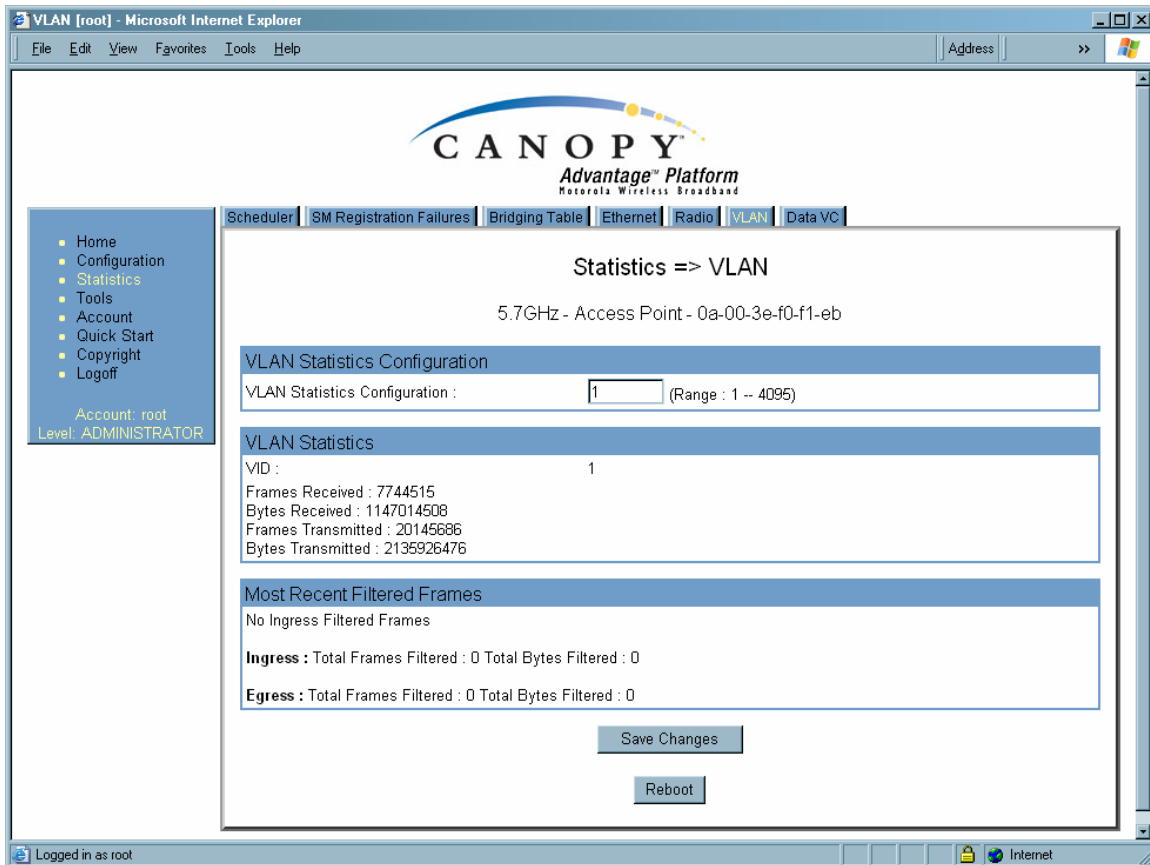 VLAN [root] - Microsoft Internet Explorer
File Edit View Favorites Tools Help Address »
CANOPY™
Advantage™ Platform
Motorola Wireless Broadband
Scheduler SM Registration Failures Bridging Table Ethernet Radio VLAN Data VC
Home
Configuration
Statistics
Tools
Account
Quick Start
Copyright
Logoff
Account: root
Level: ADMINISTRATOR
Statistics => VLAN
5.7GHz - Access Point - 0a-00-3e-f0-f1-eb
VLAN Statistics Configuration
VLAN Statistics Configuration : 1 (Range : 1 -- 4095)
VLAN Statistics
VID : 1
Frames Received : 7744515
Bytes Received : 1147014508
Frames Transmitted : 20145686
Bytes Transmitted : 2135926476
Most Recent Filtered Frames
No Ingress Filtered Frames
Ingress : Total Frames Filtered : 0 Total Bytes Filtered : 0
Egress : Total Frames Filtered : 0 Total Bytes Filtered : 0
Save Changes
Reboot
Logged in as root Internet